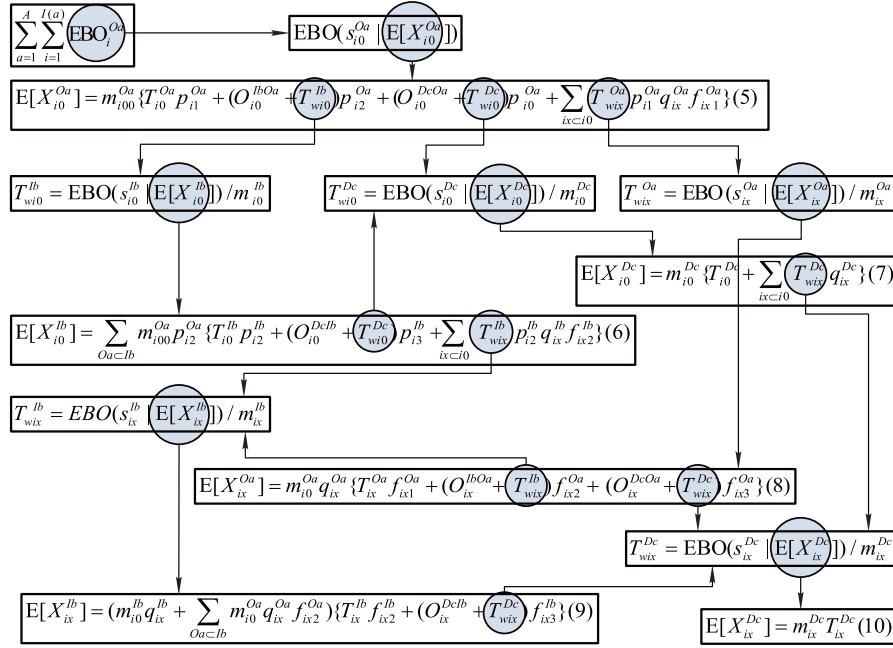 \sum_{a=1}^{A} \sum_{i=1}^{I(a)} EBO_i^{Oa}
EBO(s_{i0}^{Oa} | E[X_{i0}^{Oa}])
E[X_{i0}^{Oa}] = m_{i00}^{Oa} {T_{i0}^{Oa} p_{i1}^{Oa} + (O_{i0}^{IbOa} + T_{wi0}^{Ib}) p_{i2}^{Oa} + (O_{i0}^{DcOa} + T_{wi0}^{Dc}) p_{i0}^{Oa} + \sum_{ix⊂i0} T_{wix}^{Oa} p_{i1}^{Oa} q_{ix}^{Oa} f_{ix1}^{Oa}} (5)
T_{wi0}^{Ib} = EBO(s_{i0}^{Ib} | E[X_{i0}^{Ib}]) / m_{i0}^{Ib}
T_{wi0}^{Dc} = EBO(s_{i0}^{Dc} | E[X_{i0}^{Dc}]) / m_{i0}^{Dc}
T_{wix}^{Oa} = EBO(s_{ix}^{Oa} | E[X_{ix}^{Oa}]) / m_{ix}^{Oa}
E[X_{i0}^{Dc}] = m_{i0}^{Dc} {T_{i0}^{Dc} + \sum_{ix⊂i0} T_{wix}^{Dc} q_{ix}^{Dc}} (7)
E[X_{i0}^{Ib}] = \sum_{Oa⊂Ib} m_{i00}^{Oa} p_{i2}^{Oa} {T_{i0}^{Ib} p_{i2}^{Ib} + (O_{i0}^{DcIb} + T_{wi0}^{Dc}) p_{i3}^{Ib} + \sum_{ix⊂i0} T_{wix}^{Ib} p_{i2}^{Ib} q_{ix}^{Ib} f_{ix2}^{Ib}} (6)
T_{wix}^{Ib} = EBO(s_{ix}^{Ib} | E[X_{ix}^{Ib}]) / m_{ix}^{Ib}
E[X_{ix}^{Oa}] = m_{i0}^{Oa} q_{ix}^{Oa} {T_{ix}^{Oa} f_{ix1}^{Oa} + (O_{ix}^{IbOa} + T_{wix}^{Ib}) f_{ix2}^{Oa} + (O_{ix}^{DcOa} + T_{wix}^{Dc}) f_{ix3}^{Oa}} (8)
T_{wix}^{Dc} = EBO(s_{ix}^{Dc} | E[X_{ix}^{Dc}]) / m_{ix}^{Dc}
E[X_{ix}^{Ib}] = (m_{i0}^{Ib} q_{ix}^{Ib} + \sum_{Oa⊂Ib} m_{i0}^{Oa} q_{ix}^{Oa} f_{ix2}^{Oa}) {T_{ix}^{Ib} f_{ix2}^{Ib} + (O_{ix}^{DcIb} + T_{wix}^{Dc}) f_{ix3}^{Ib}} (9)
E[X_{ix}^{Dc}] = m_{ix}^{Dc} T_{ix}^{Dc} (10)